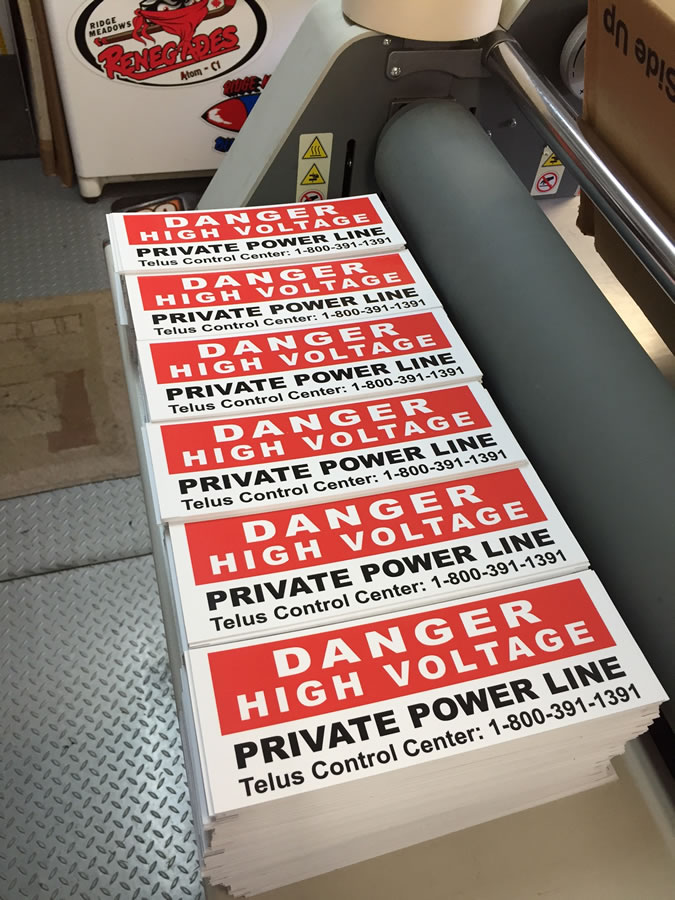 RIDGE MEADOWS
RENEGADES
Atom - C1
Side Up
DANGER
HIGH VOLTAGE
PRIVATE POWER LINE
Telus Control Center: 1-800-391-1391
DANGER
HIGH VOLTAGE
PRIVATE POWER LINE
Telus Control Center: 1-800-391-1391
DANGER
HIGH VOLTAGE
PRIVATE POWER LINE
Telus Control Center: 1-800-391-1391
DANGER
HIGH VOLTAGE
PRIVATE POWER LINE
Telus Control Center: 1-800-391-1391
DANGER
HIGH VOLTAGE
PRIVATE POWER LINE
Telus Control Center: 1-800-391-1391
DANGER
HIGH VOLTAGE
PRIVATE POWER LINE
Telus Control Center: 1-800-391-1391